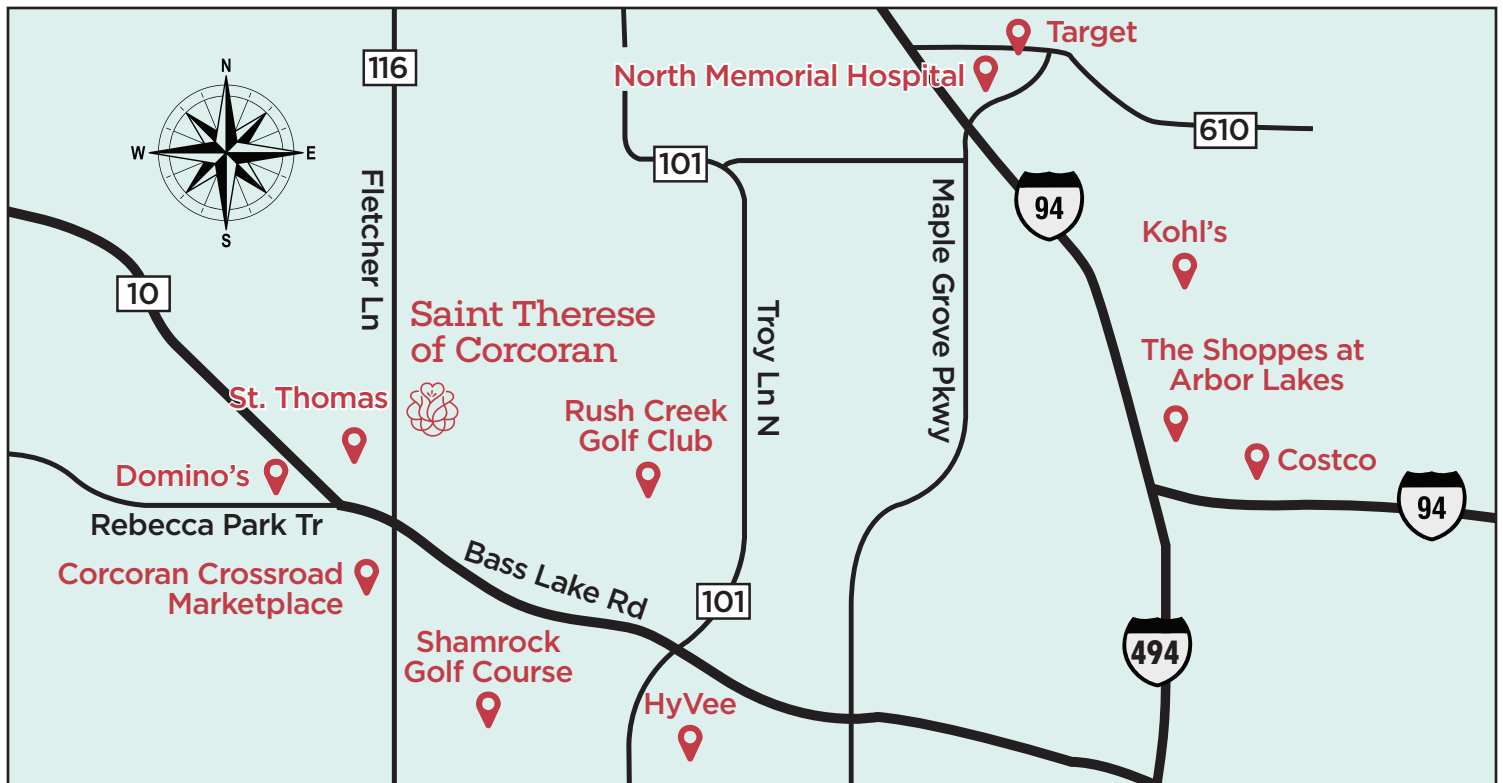 N
Target
116
North Memorial Hospital
610
W
E
101
Fletcher Ln
Maple Grove Pkwy
94
S
Kohl's
10
Saint Therese
of Corcoran
Troy Ln N
The Shoppes at
Arbor Lakes
St. Thomas
Rush Creek
Golf Club
Domino's
Costco
94
Rebecca Park Tr
Bass Lake Rd
Corcoran Crossroad
Marketplace
101
Shamrock
Golf Course
494
HyVee